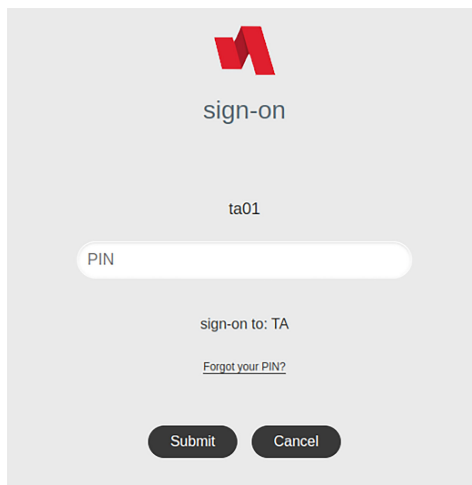 sign-on
ta01
PIN
sign-on to: TA
Forgot your PIN?
Submit Cancel